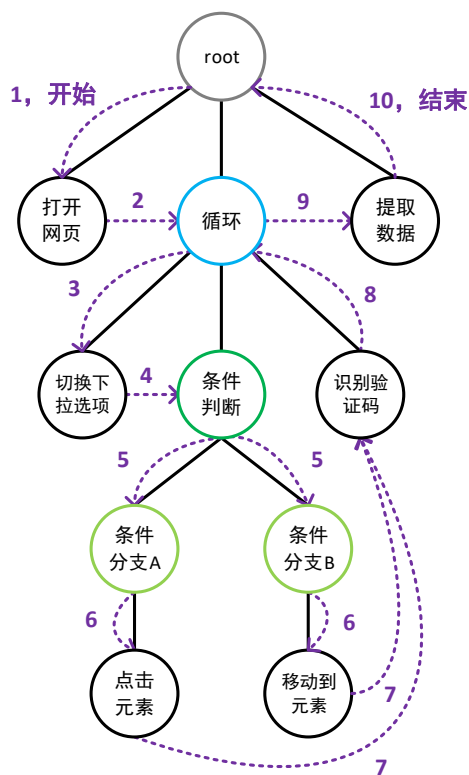 root
1，开始
10，结束
打开
网页
2
循环
9
提取
数据
3
8
切换下
拉选项
4
条件
判断
识别验
证码
5
5
条件
分支A
条件
分支B
6
6
点击
元素
移动到
元素
7
7